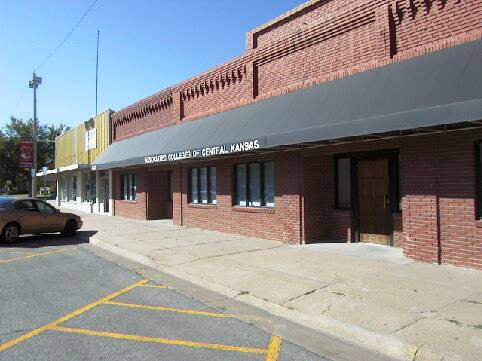 ASSOCIATED COLLEGES OF CENTRAL KANSAS